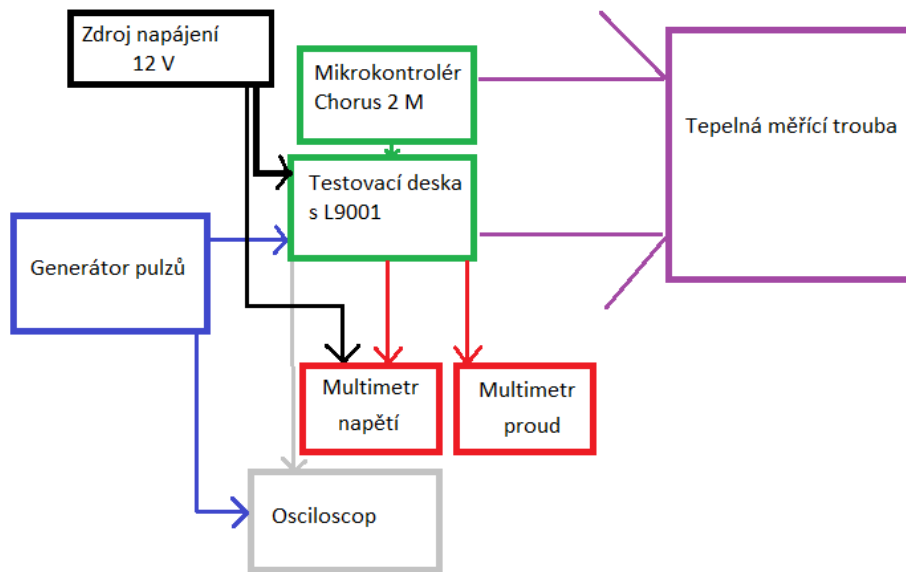 Zdroj napájení
12 V
Mikrokontrolér
Chorus 2 M
Tepelná měřící trouba
Testovací deska
s L9001
Generátor pulzů
Multimetr
napětí
Multimetr
proud
Osciloscop